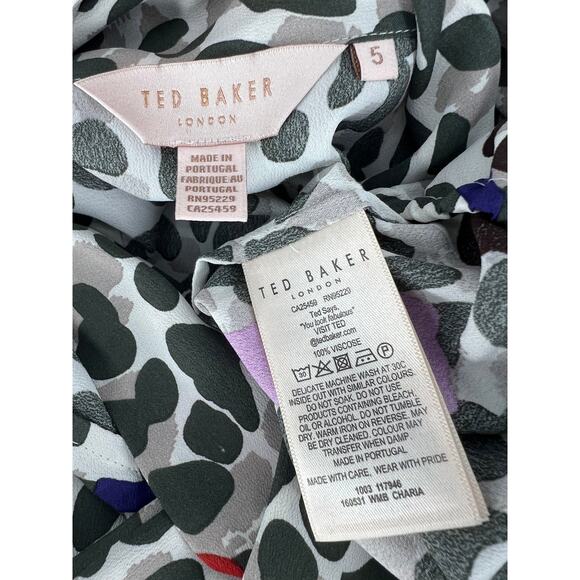 TED BAKER
LONDON
5
MADE IN
PORTUGAL
FABRIQUE AU
PORTUGAL
RN95229
CA25459
TED BAKER
LONDON
CA25459 RN95229
Ted Says,
"You look fabulous"
VISIT TED
@tedbaker.com
100% VISCOSE
30
DELICATE MACHINE WASH AT 30C
INSIDE OUT WITH SIMILAR COLOURS.
DO NOT SOAK. DO NOT USE
PRODUCTS CONTAINING BLEACH,
OIL OR ALCOHOL. DO NOT TUMBLE
DRY. WARM IRON ON REVERSE. MAY
BE DRY CLEANED. COLOUR MAY
TRANSFER WHEN DAMP
MADE IN PORTUGAL
MADE WITH CARE, WEAR WITH PRIDE
1003 117946
160531 WMB CHARIA